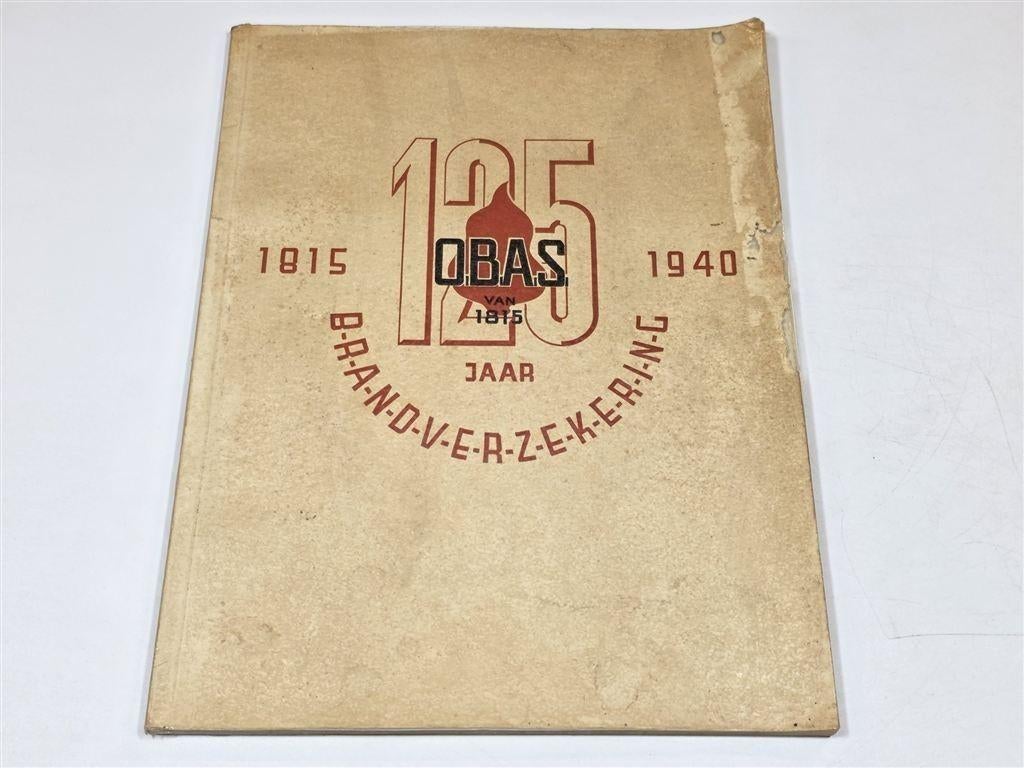 125
1815 O.B.A.S. 1940
VAN
1815
JAAR
B-R-A-N-D-V-E-R-Z-E-K-E-R-I-N-G